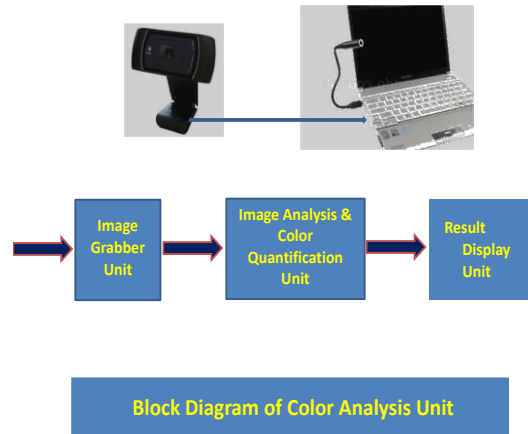 Image
Grabber
Unit
Image Analysis &
Color
Quantification
Unit
Result
Display
Unit
Block Diagram of Color Analysis Unit